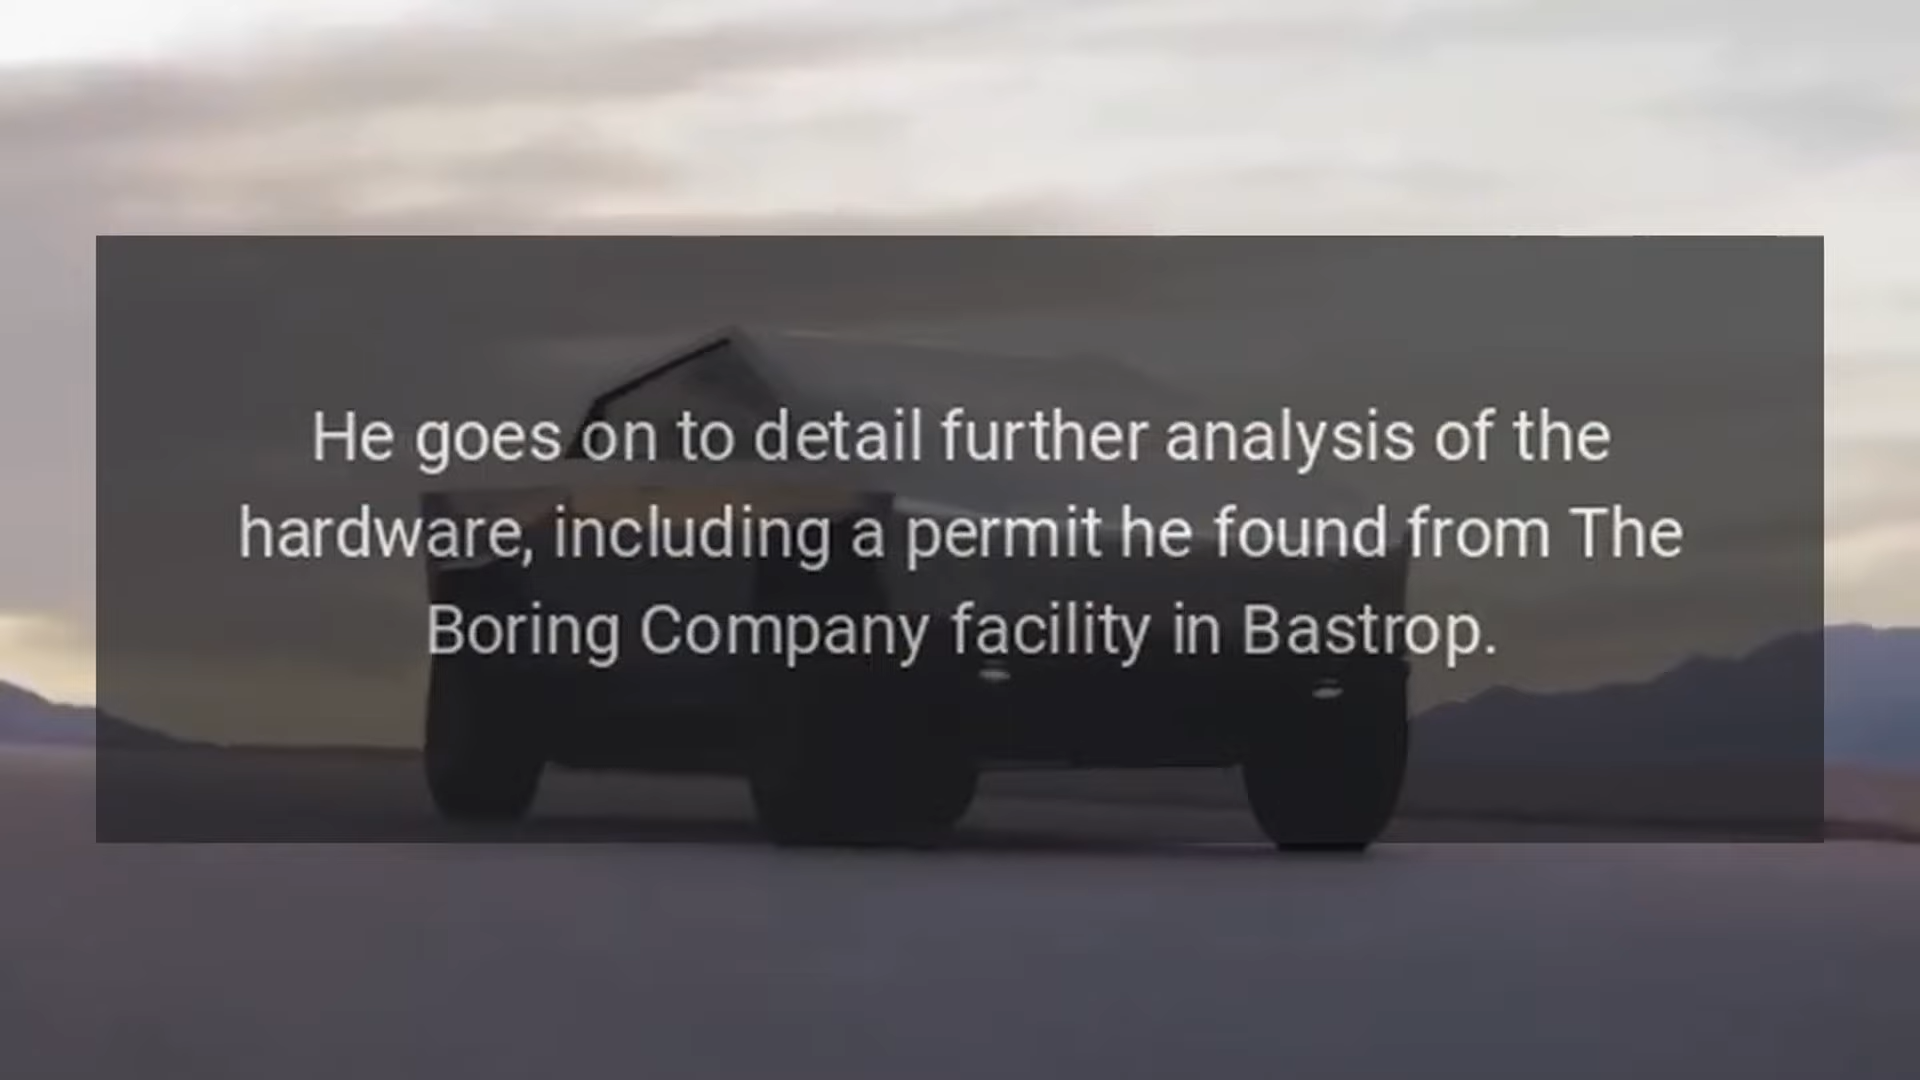 He goes on to detail further analysis of the
hardware, including a permit he found from The
Boring Company facility in Bastrop.